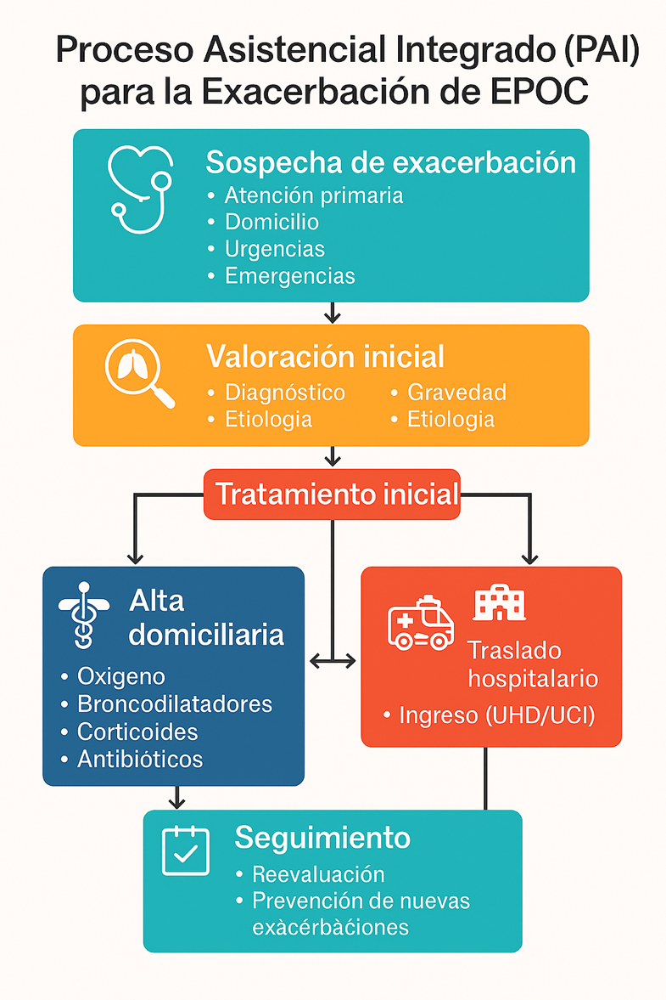 Proceso Asistencial Integrado (PAI)
para la Exacerbación de EPOC
Sospecha de exacerbación
• Atención primaria
• Domicilio
• Urgencias
• Emergencias
Valoración inicial
• Diagnóstico
• Etiologia
• Gravedad
• Etiologia
Tratamiento inicial
Alta
domiciliaria
• Oxigeno
• Broncodilatadores
• Corticoides
• Antibióticos
Traslado
hospitalario
• Ingreso (UHD/UCI)
Seguimiento
• Reevaluación
• Prevención de nuevas
exàcérbàċiones